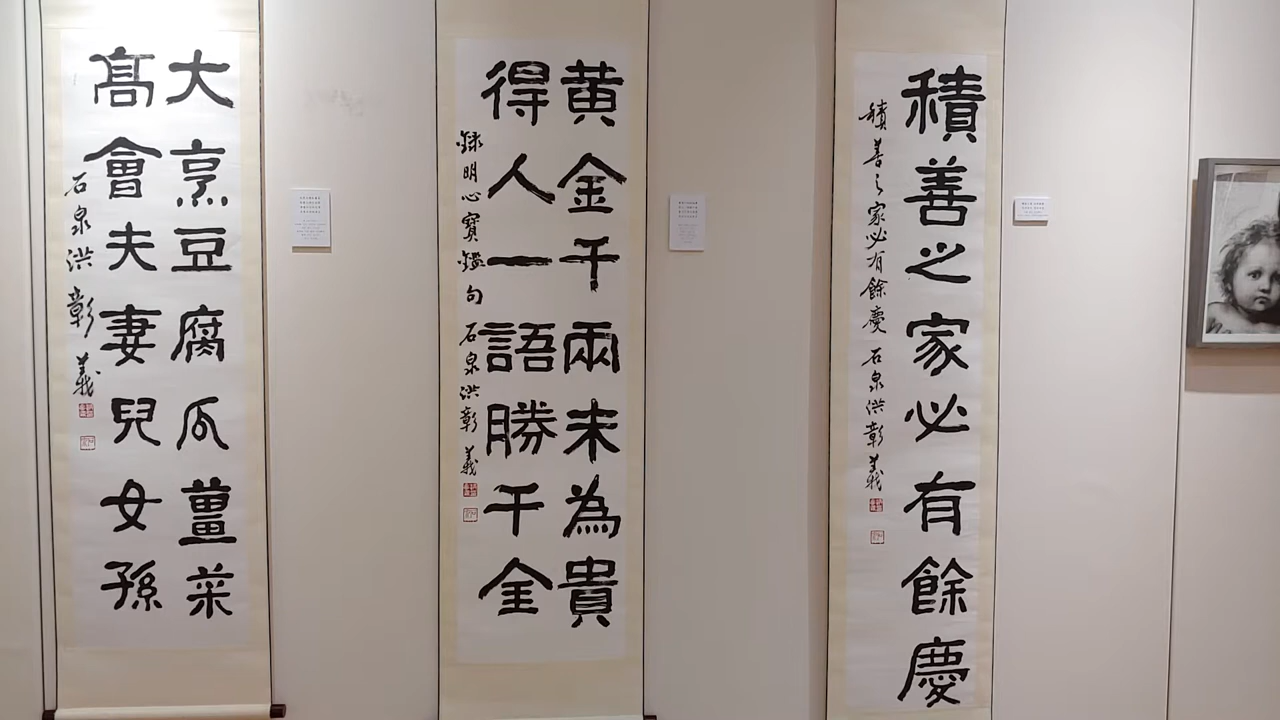 積善之家必有餘慶
積善之家必有餘慶 石泉洪彰義
黄金千兩未為貴
得人一語勝千金
錄明心寶鑑句 石泉洪彰義
大烹豆腐瓜薑菜
髙會夫妻兒女孫
石泉洪彰義